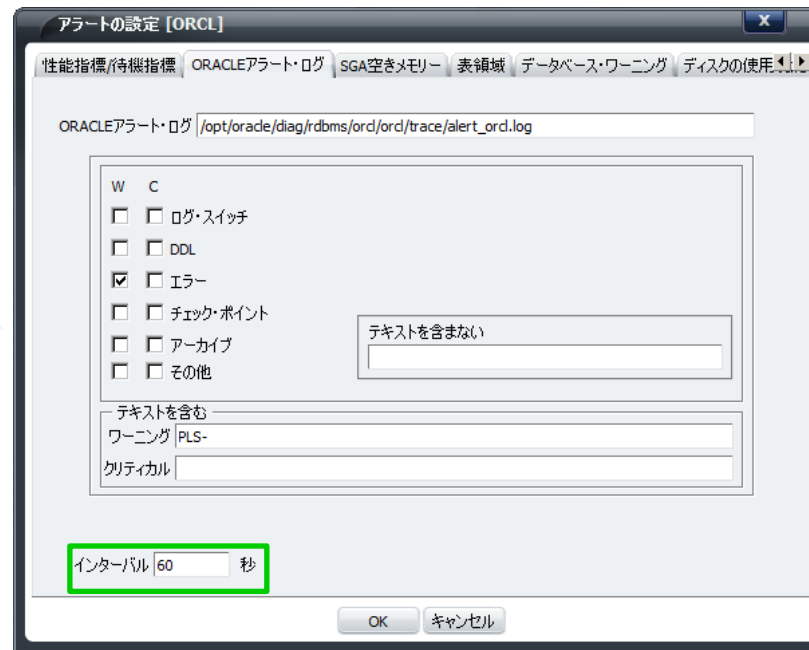 アラートの設定 [ORCL]
X
性能指標/待機指標 ORACLEアラート・ログ SGA空きメモリー 表領域 データベース・ワーニング ディスクの使用
ORACLEアラート・ログ /opt/oracle/diag/rdbms/orcl/orcl/trace/alert_orcl.log
W C
ログ・スイッチ
DDL
エラー
チェック・ポイント
アーカイブ
その他
テキストを含まない
テキストを含む
ワーニング PLS-
クリティカル
インターバル 60 秒
OK キャンセル